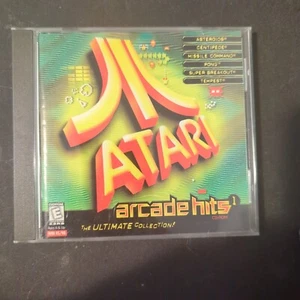 ASTEROIDS
CENTIPEDE
MISSILE COMMAND
PONG
SUPER BREAKOUT
TEMPEST
ATARI
arcade hits 1
THE ULTIMATE COLLECTION!
E